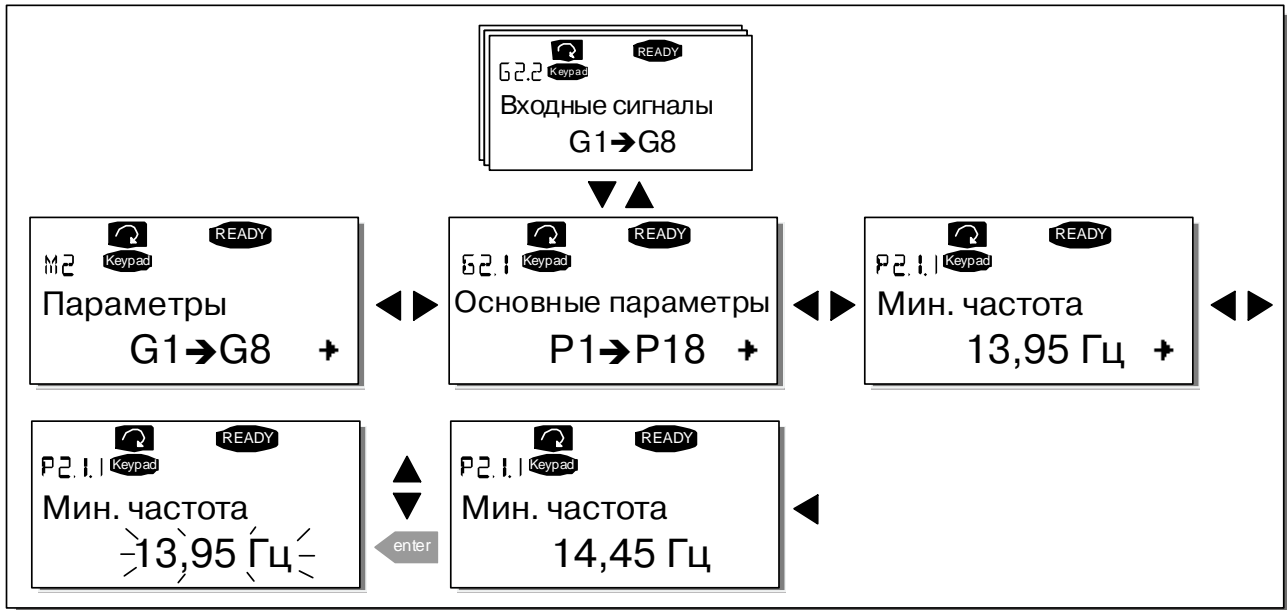 READY
G2.2 Keypad
Входные сигналы
G1➔G8
READY
M2 Keypad
Параметры
G1➔G8
READY
G2.1 Keypad
Основные параметры
P1➔P18
READY
P2.1.1 Keypad
Мин. частота
13,95 Гц
READY
P2.1.1 Keypad
Мин. частота
13,95 Гц
enter
READY
P2.1.1 Keypad
Мин. частота
14,45 Гц